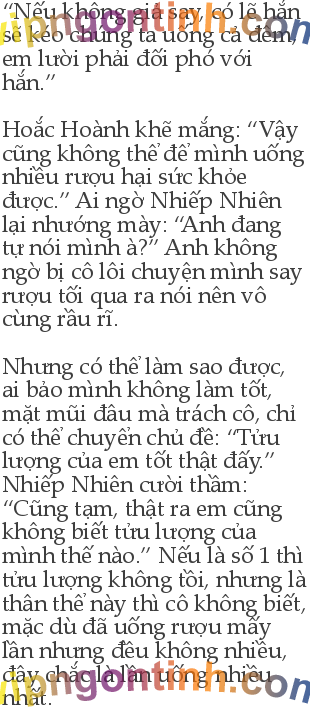 “Nếu không giả say, có lẽ hắn
sẽ kéo chúng ta uống cả đêm,
em lười phải đối phó với
hắn.”
Hoắc Hoành khẽ mắng: “Vậy
cũng không thể để mình uống
nhiều rượu hại sức khỏe
được.” Ai ngờ Nhiếp Nhiên
lại nhướng mày: “Anh đang
tự nói mình à?” Anh không
ngờ bị cô lôi chuyện mình say
rượu tối qua ra nói nên vô
cùng rầu rĩ.
Nhưng có thể làm sao được,
ai bảo mình không làm tốt,
mặt mũi đâu mà trách cô, chỉ
có thể chuyển chủ đề: “Tửu
lượng của em tốt thật đấy.”
Nhiếp Nhiên cười thầm:
“Cũng tạm, thật ra em cũng
không biết tửu lượng của
mình thế nào.” Nếu là số 1 thì
tửu lượng không tồi, nhưng là
thân thể này thì cô không biết,
mặc dù đã uống rượu mấy
lần nhưng đều không nhiều,
đây chắc là lần uống nhiều
nhất.
vipngontinh.com
vipngontinh.com